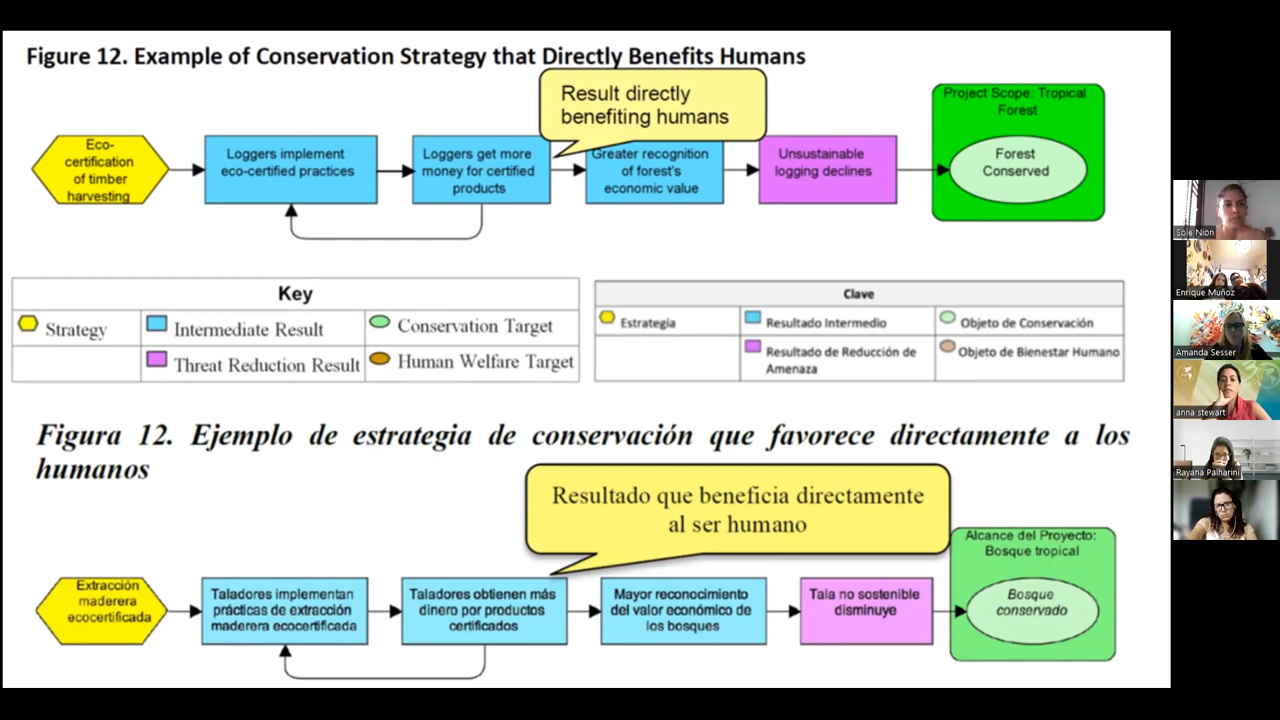 Figure 12. Example of Conservation Strategy that Directly Benefits Humans
Result directly
benefiting humans
Eco-
certification
of timber
harvesting
Loggers implement
eco-certified practices
Loggers get more
money for certified
products
Greater recognition
of forest's
economic value
Unsustainable
logging declines
Project Scope: Tropical
Forest
Forest
Conserved
Key
Strategy
Intermediate Result
Conservation Target
Threat Reduction Result
Human Welfare Target
Clave
Estrategia
Resultado Intermedio
Objeto de Conservación
Resultado de Reducción de
Amenaza
Objeto de Bienestar Humano
Figura 12. Ejemplo de estrategia de conservación que favorece directamente a los
humanos
Resultado que beneficia directamente
al ser humano
Extracción
maderera
ecocertificada
Taladores implementan
prácticas de extracción
maderera ecocertificada
Taladores obtienen más
dinero por productos
certificados
Mayor reconocimiento
del valor económico de
los bosques
Tala no sostenible
disminuye
Alcance del Proyecto:
Bosque tropical
Bosque
conservado
Sole Nion
Enrique Muñoz
Amanda Sesser
anna stewart
Rayana Palharini